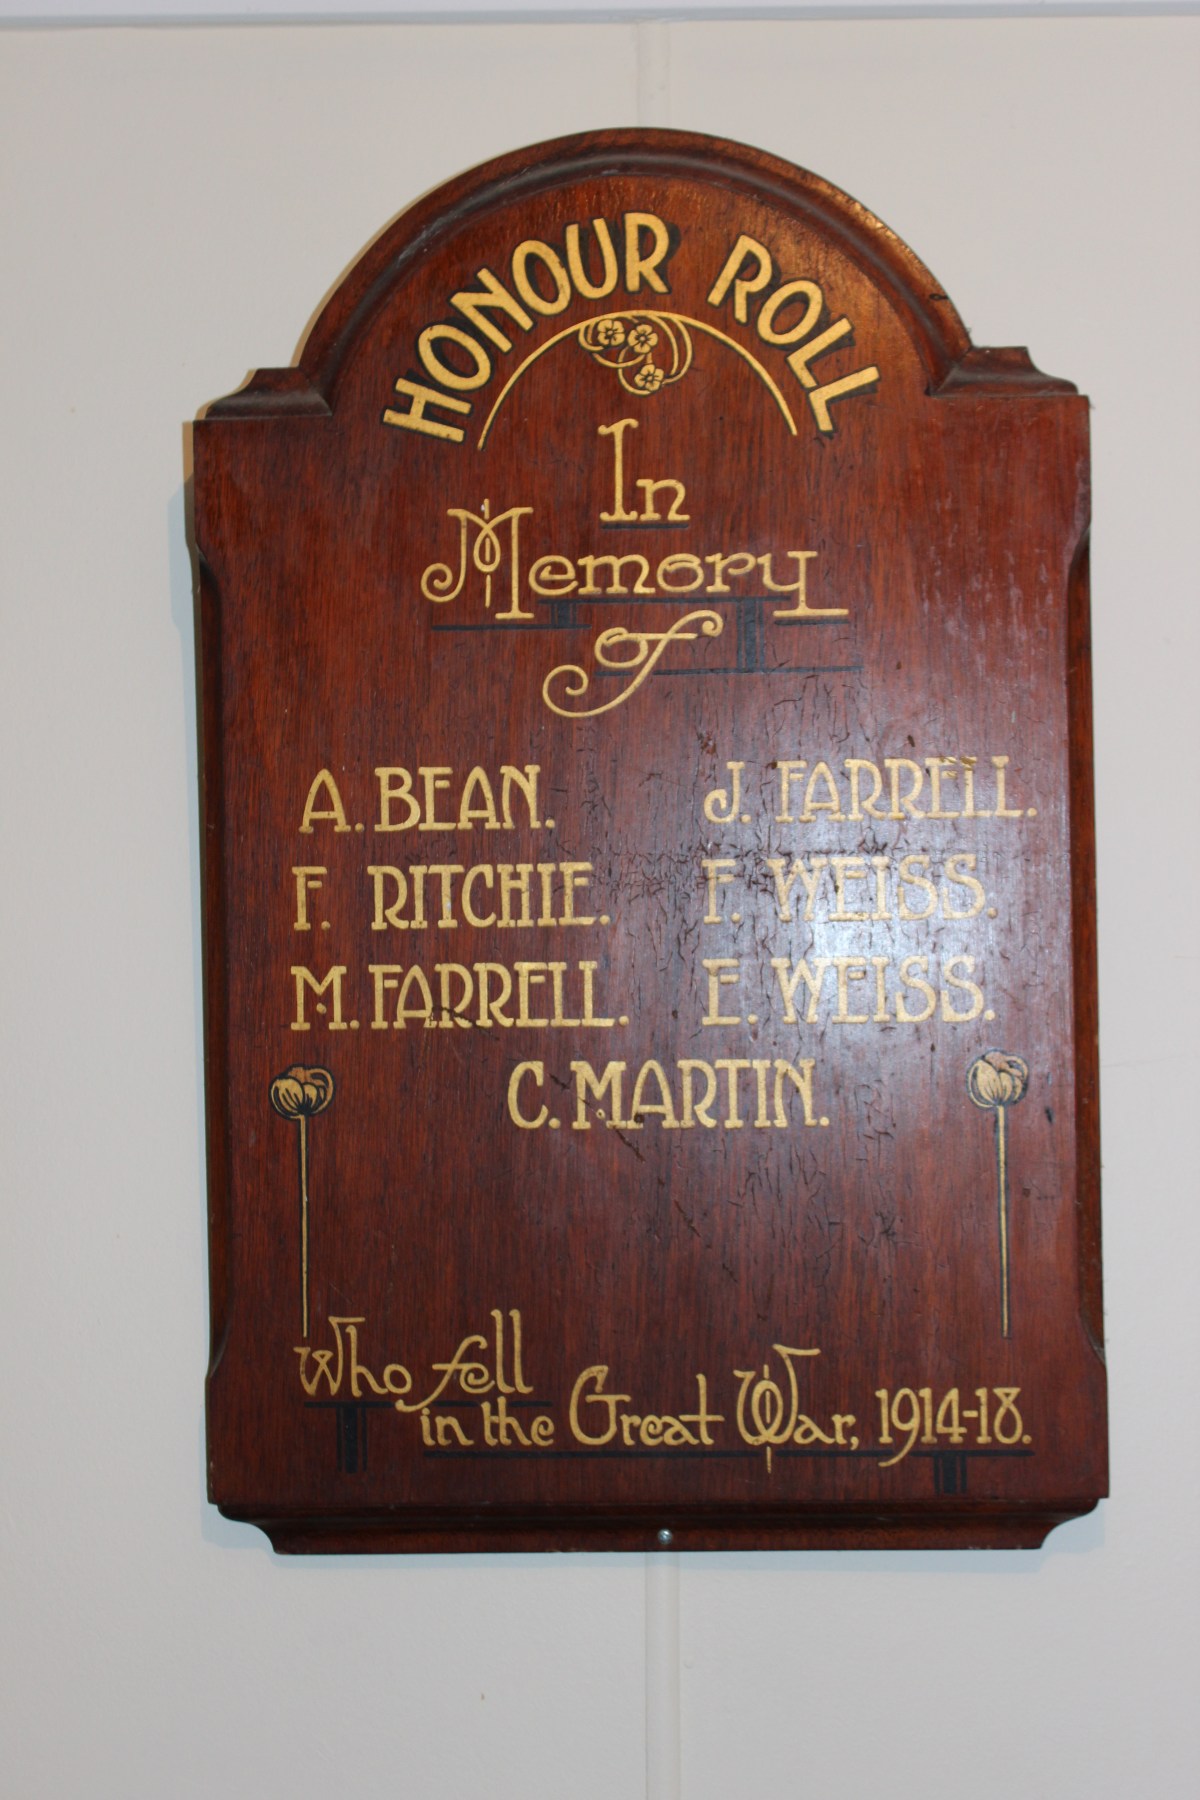 HONOUR ROLL
In
Memory
of
A. BEAN. J. FARRELL.
F. RITCHIE. F. WEISS.
M. FARRELL. E. WEISS.
C. MARTIN.
Who fell
in the Great War, 1914-18.